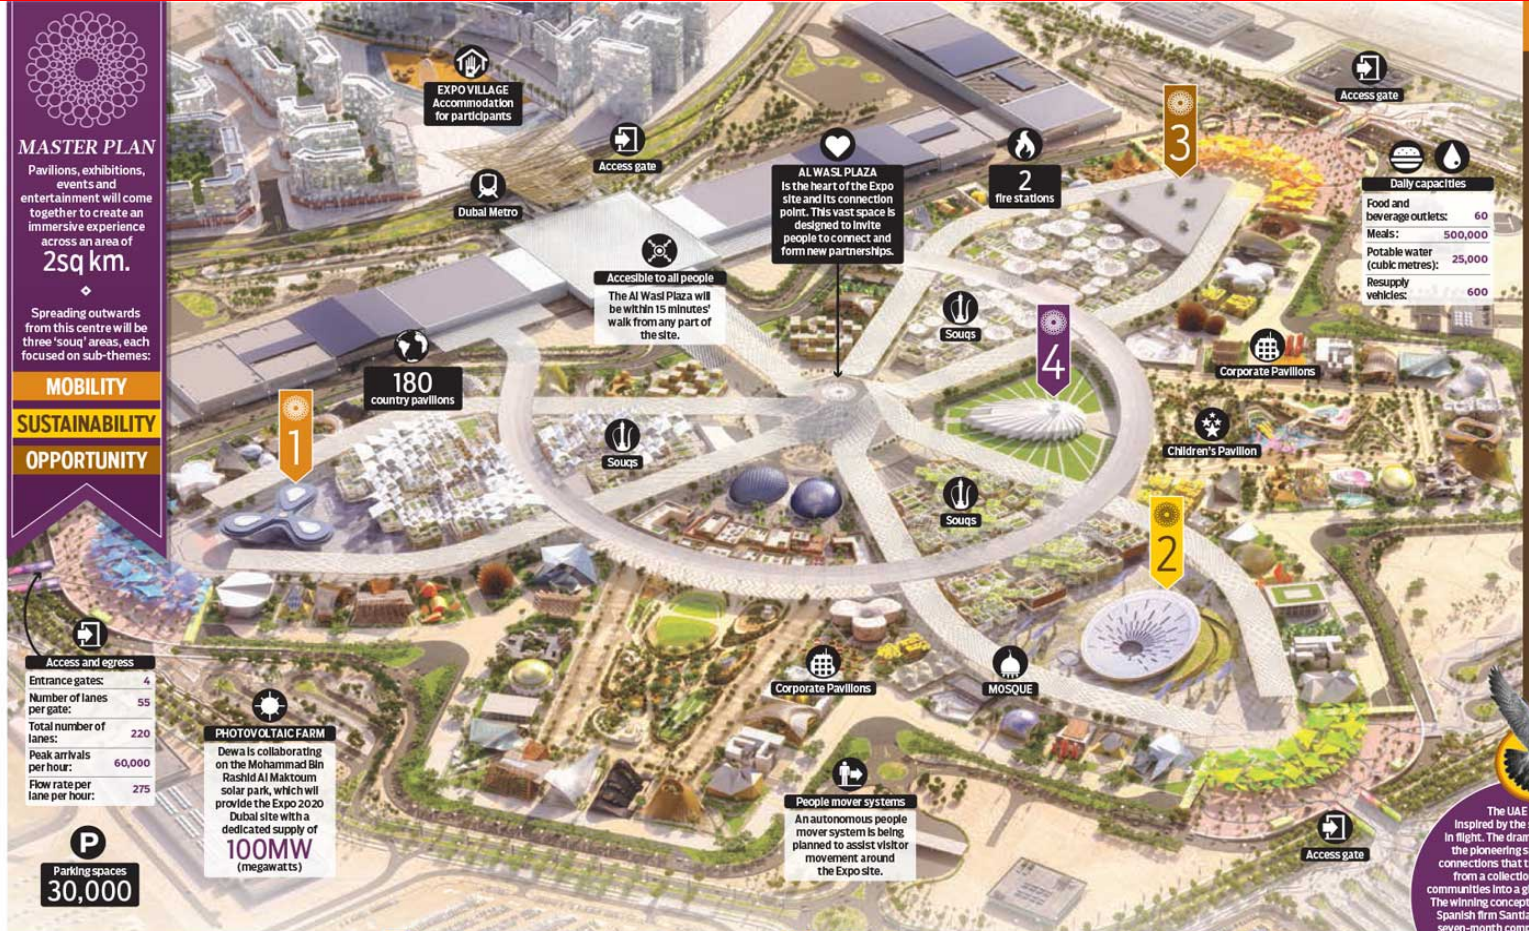 MASTER PLAN
Pavilions, exhibitions,
events and
entertainment will come
together to create an
immersive experience
across an area of
2sq km.
Spreading outwards
from this centre will be
three ‘souq’ areas, each
focused on sub-themes:
MOBILITY
SUSTAINABILITY
OPPORTUNITY
EXPO VILLAGE
Accommodation
for participants
Access gate
Dubai Metro
Accesible to all people
The Al Wasl Plaza will
be within 15 minutes’
walk from any part of
the site.
AL WASL PLAZA
Is the heart of the Expo
site and its connection
point. This vast space is
designed to invite
people to connect and
form new partnerships.
2
fire stations
3
Access gate
Daily capacities
Food and
beverage outlets: 60
Meals: 500,000
Potable water
(cubic metres): 25,000
Resupply
vehicles: 600
180
country pavilions
1
Souqs
Souqs
4
Corporate Pavilions
Children's Pavilion
Souqs
2
Access and egress
Entrance gates: 4
Number of lanes
per gate: 55
Total number of
lanes: 220
Peak arrivals
per hour: 60,000
Flow rate per
lane per hour: 275
P
Parking spaces
30,000
PHOTOVOLTAIC FARM
Dewa is collaborating
on the Mohammad Bin
Rashid Al Maktoum
solar park, which will
provide the Expo 2020
Dubai site with a
dedicated supply of
100MW
(megawatts)
Corporate Pavilions
MOSQUE
People mover systems
An autonomous people
mover system is being
planned to assist visitor
movement around
the Expo site.
Access gate
The UAE
inspired by the
in flight. The
the pioneering
connections that
from a
communities into a
The winning
Spanish firm
seven-month